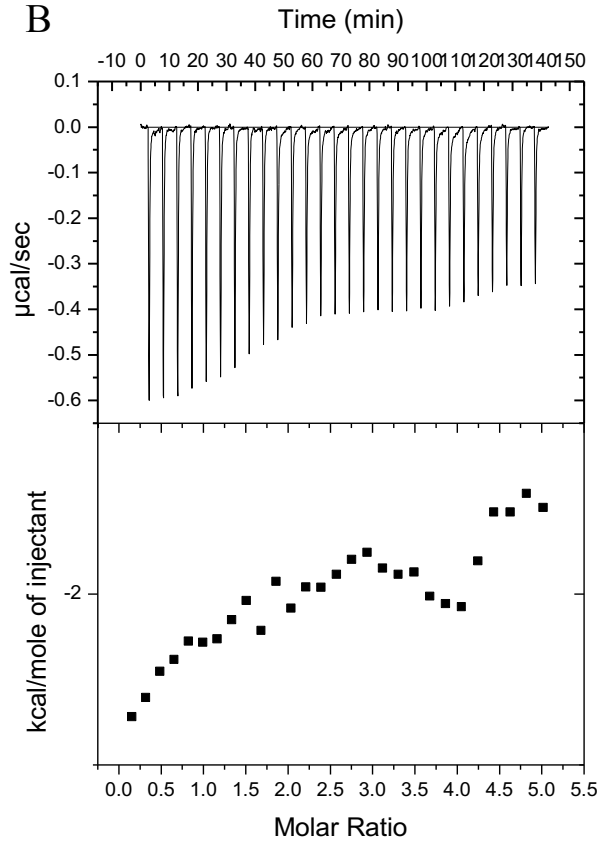 B
Time (min)
-10 0 10 20 30 40 50 60 70 80 90 100 110 120 130 140 150
0.1
0.0
-0.1
-0.2
-0.3
-0.4
-0.5
-0.6
µcal/sec
-2
kcal/mole of injectant
0.0 0.5 1.0 1.5 2.0 2.5 3.0 3.5 4.0 4.5 5.0 5.5
Molar Ratio